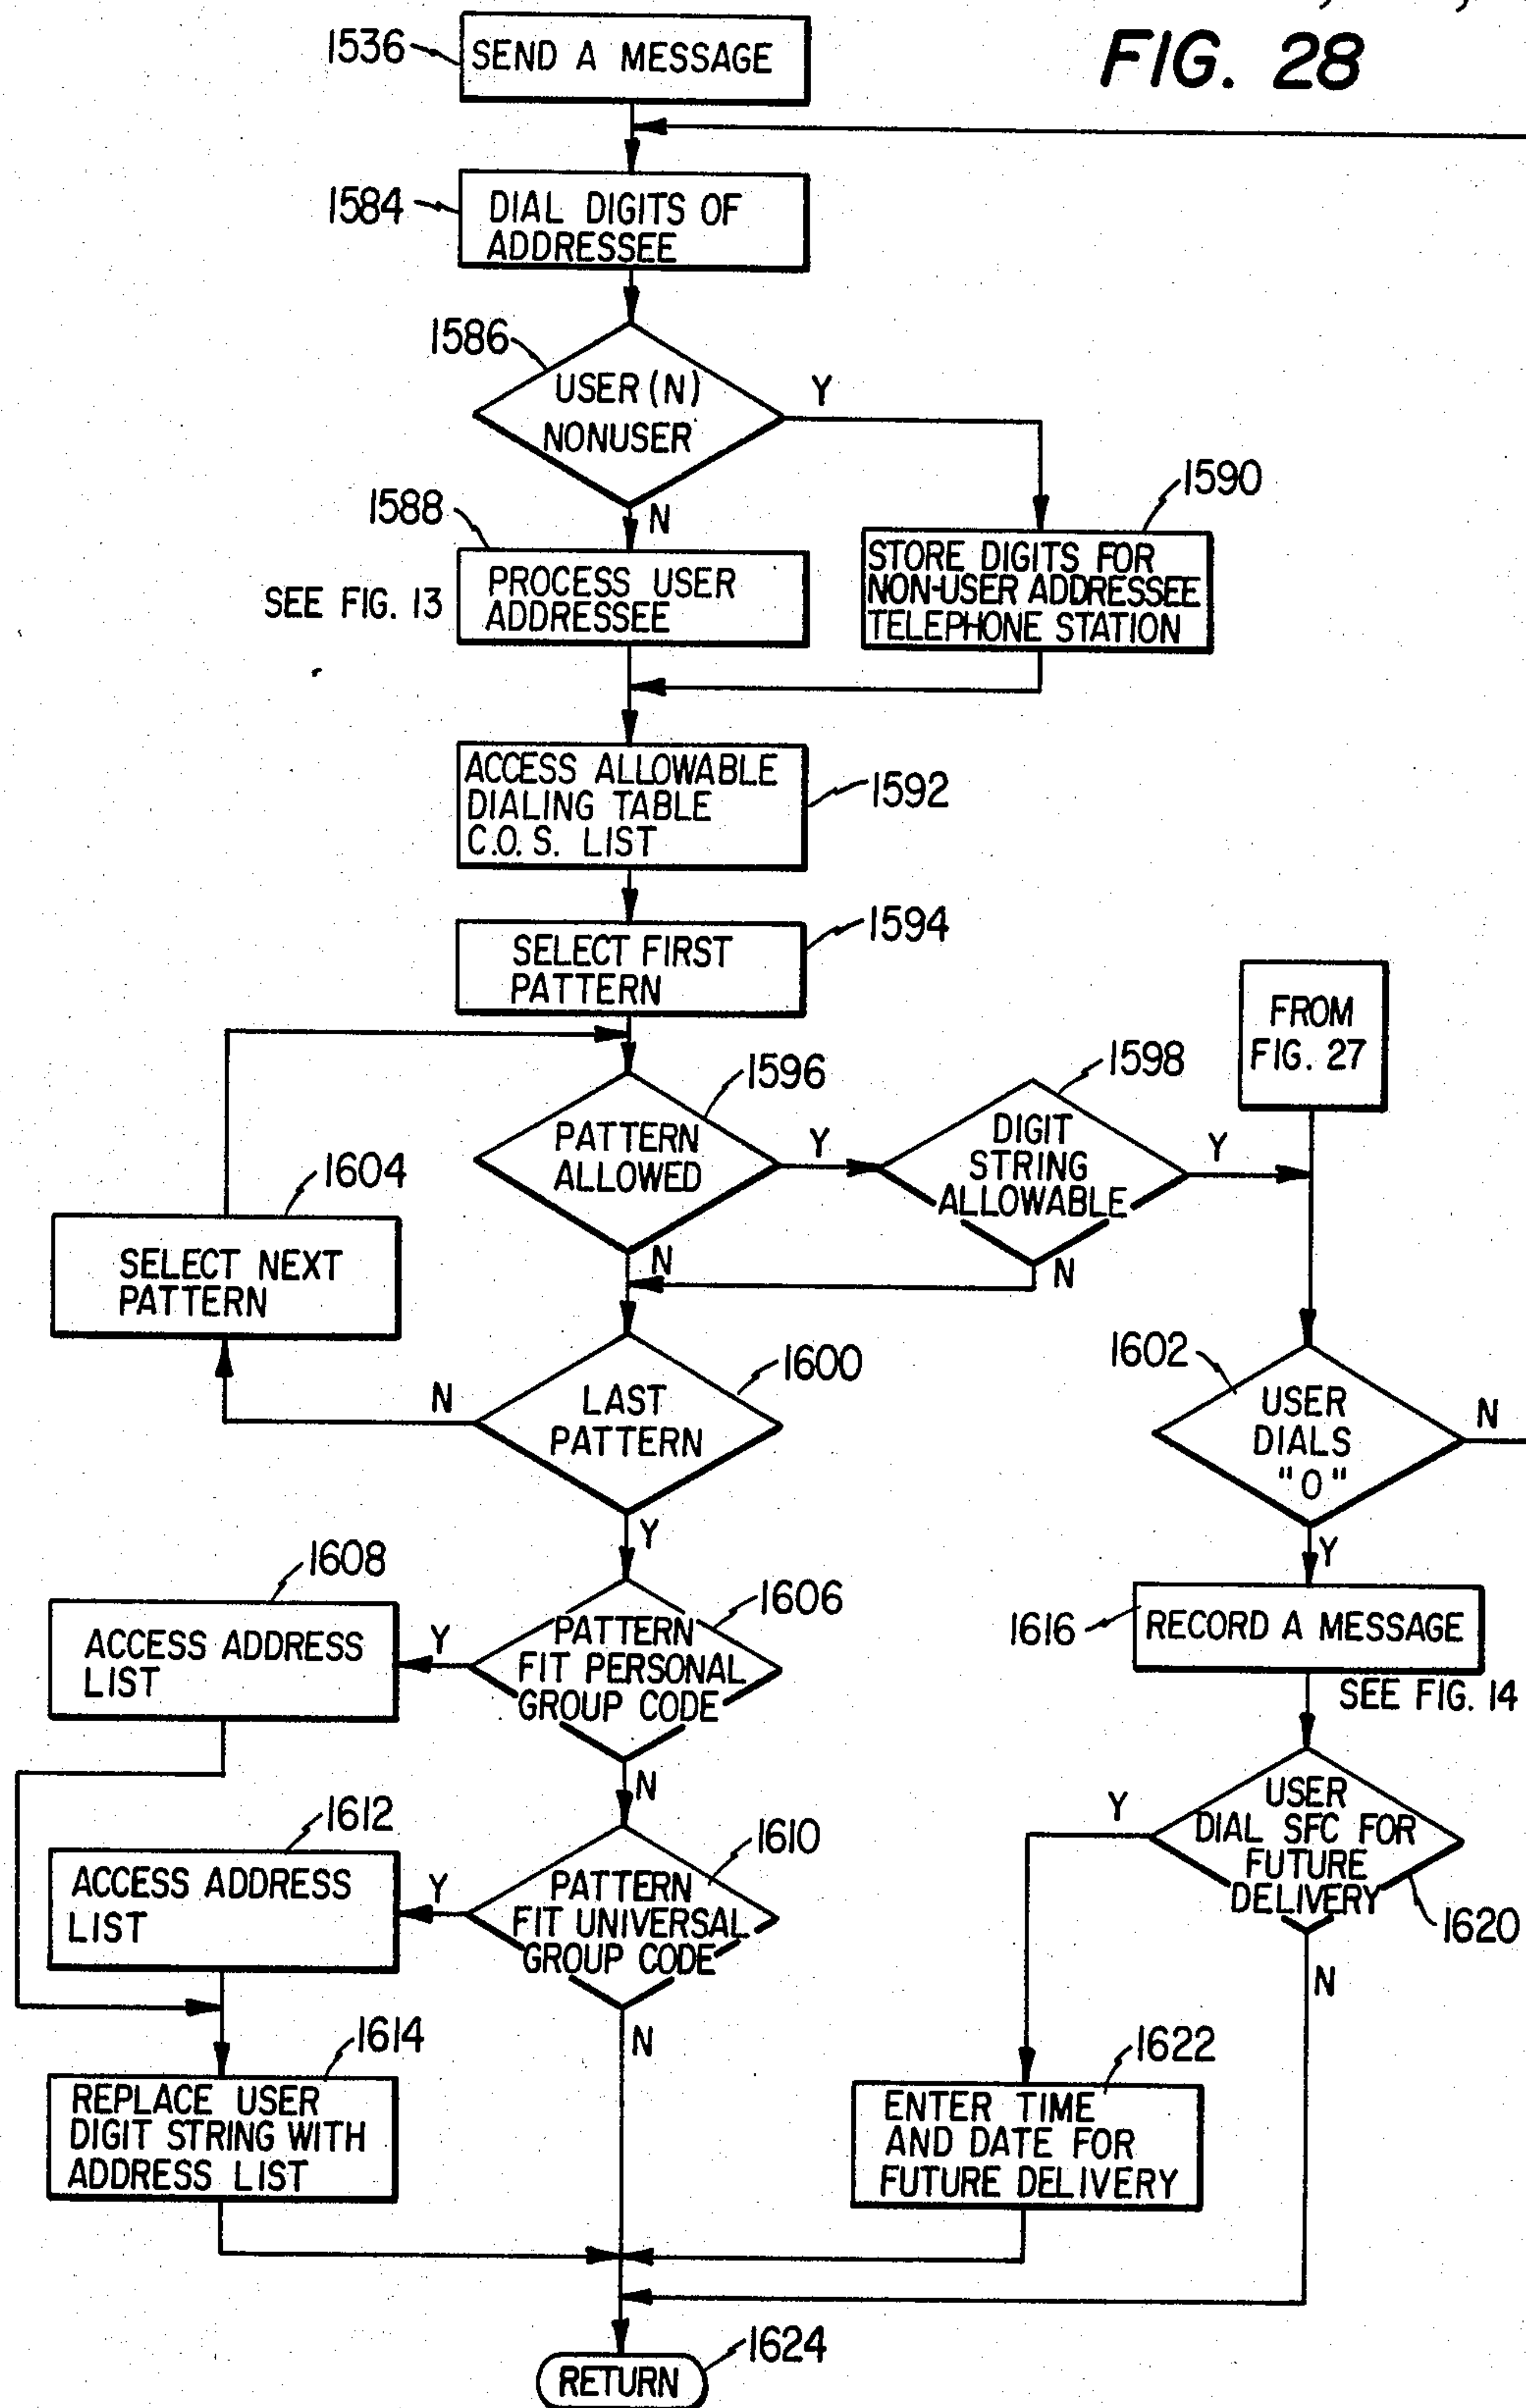 FIG. 28
1536
SEND A MESSAGE
1584
DIAL DIGITS OF
ADDRESSEE
1586
USER (N)
NONUSER
Y
N
1588
SEE FIG. 13
PROCESS USER
ADDRESSEE
1590
STORE DIGITS FOR
NON-USER ADDRESSEE
TELEPHONE STATION
ACCESS ALLOWABLE
DIALING TABLE
C.O.S. LIST
1592
SELECT FIRST
PATTERN
1594
FROM
FIG. 27
1596
PATTERN
ALLOWED
Y
N
1598
DIGIT
STRING
ALLOWABLE
Y
N
1604
SELECT NEXT
PATTERN
1600
LAST
PATTERN
N
Y
1602
USER
DIALS
"0"
N
Y
1608
ACCESS ADDRESS
LIST
1606
PATTERN
FIT PERSONAL
GROUP CODE
Y
N
1616
RECORD A MESSAGE
SEE FIG. 14
1612
ACCESS ADDRESS
LIST
1610
PATTERN
FIT UNIVERSAL
GROUP CODE
Y
N
USER
DIAL SFC FOR
FUTURE
DELIVERY
1620
Y
N
1614
REPLACE USER
DIGIT STRING WITH
ADDRESS LIST
1622
ENTER TIME
AND DATE FOR
FUTURE DELIVERY
RETURN
1624